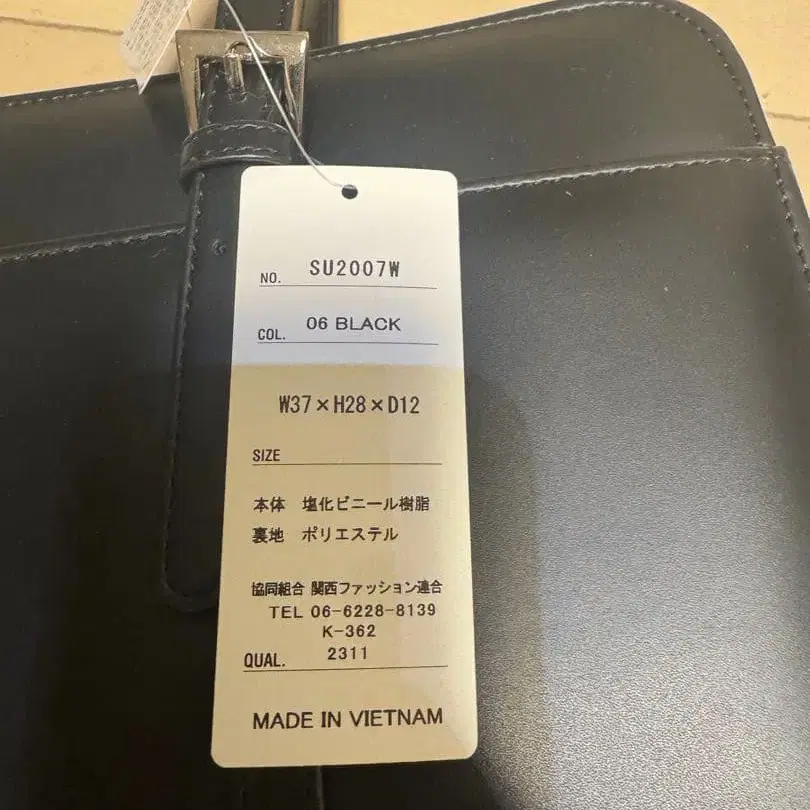 NO. SU2007W
COL. 06 BLACK
W37×H28×D12
SIZE
本体 塩化ビニール樹脂
裏地 ポリエステル
協同組合 関西ファッション連合
TEL 06-6228-8139
K-362
QUAL. 2311
MADE IN VIETNAM